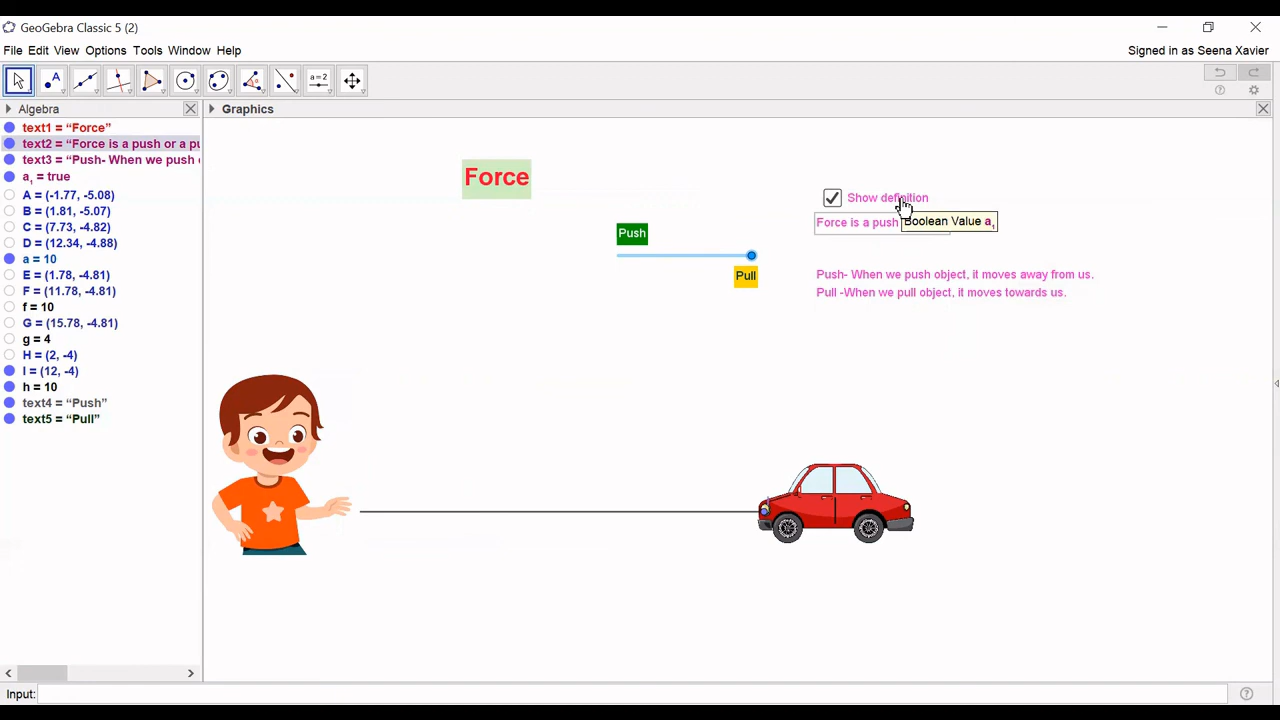 GeoGebra Classic 5 (2)
File Edit View Options Tools Window Help
Signed in as Seena Xavier
a=2
Algebra
Graphics
text1 = “Force”
text2 = “Force is a push or a pu
text3 = “Push- When we push
a₁ = true
A = (-1.77, -5.08)
B = (1.81, -5.07)
C = (7.73, -4.82)
D = (12.34, -4.88)
a = 10
E = (1.78, -4.81)
F = (11.78, -4.81)
f = 10
G = (15.78, -4.81)
g = 4
H = (2, -4)
I = (12, -4)
h = 10
text4 = “Push”
text5 = “Pull”
Force
Show definition
Force is a push
Boolean Value a₁
Push
Pull
Push- When we push object, it moves away from us.
Pull -When we pull object, it moves towards us.
Input: